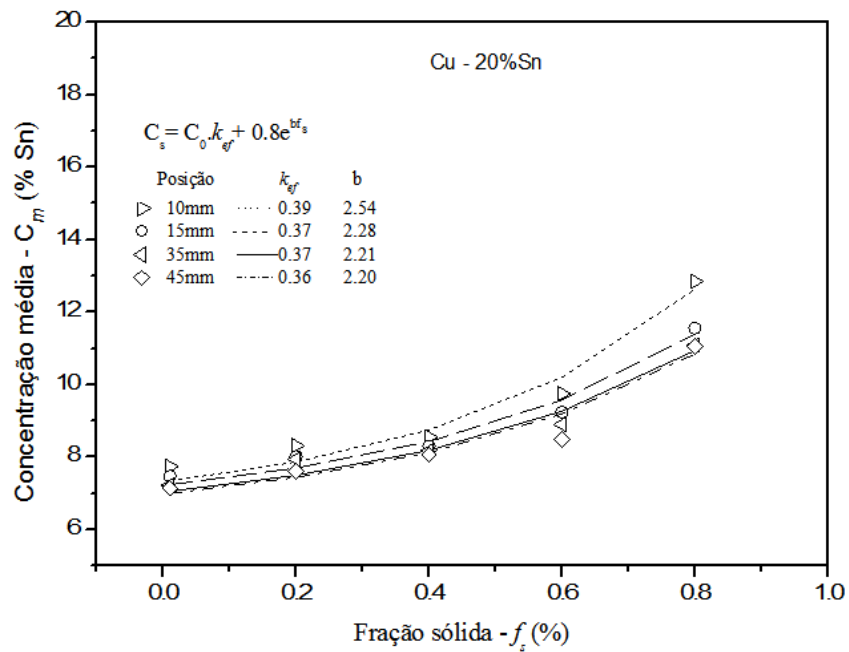 Cu - 20%Sn
C_s = C_0.k_ef + 0.8e^bf_s
Posição k_ef b
10mm 0.39 2.54
15mm 0.37 2.28
35mm 0.37 2.21
45mm 0.36 2.20
Concentração média - C_m (% Sn)
20
18
16
14
12
10
8
6
0.0 0.2 0.4 0.6 0.8 1.0
Fração sólida - f_s (%)